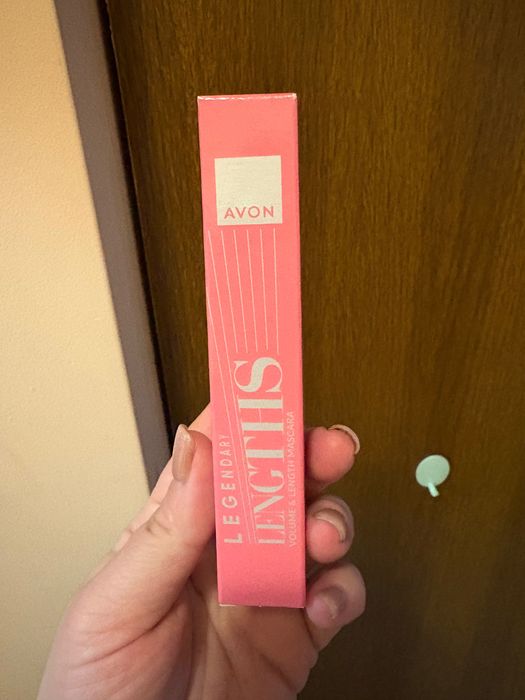 AVON
LEGENDARY
LENGTHS
VOLUME & LENGTH MASCARA